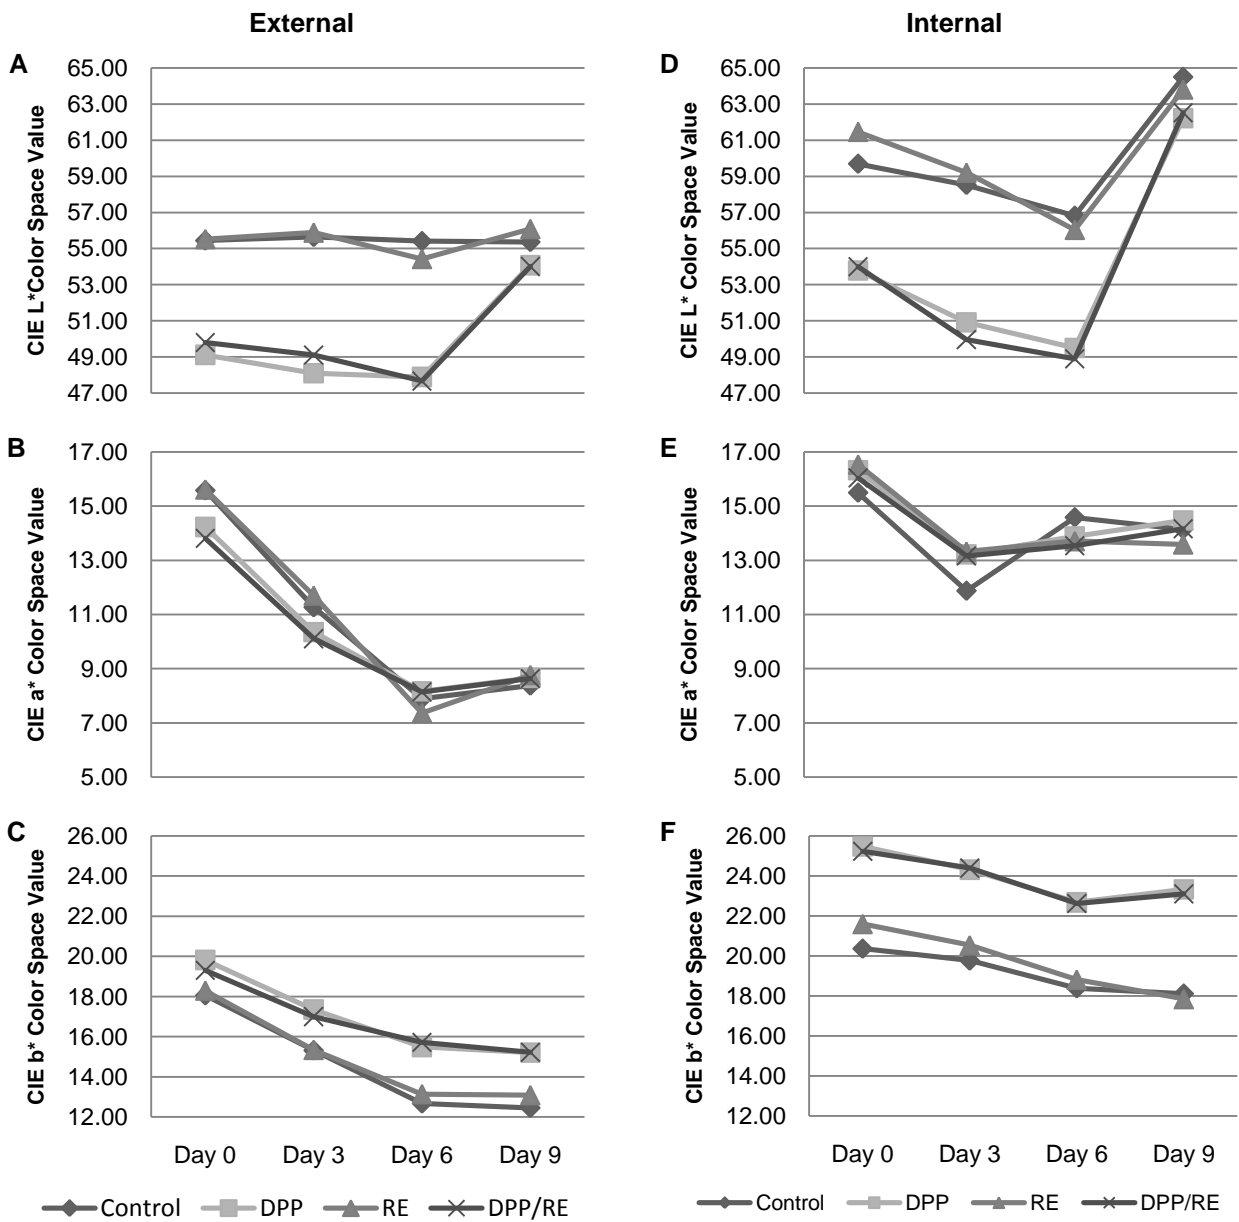 External
Internal
A
CIE L*Color Space Value
65.00
63.00
61.00
59.00
57.00
55.00
53.00
51.00
49.00
47.00
D
CIE L* Color Space Value
65.00
63.00
61.00
59.00
57.00
55.00
53.00
51.00
49.00
47.00
B
CIE a* Color Space Value
17.00
15.00
13.00
11.00
9.00
7.00
5.00
E
CIE a* Color Space Value
17.00
15.00
13.00
11.00
9.00
7.00
5.00
C
CIE b* Color Space Value
26.00
24.00
22.00
20.00
18.00
16.00
14.00
12.00
Day 0 Day 3 Day 6 Day 9
Control DPP RE DPP/RE
F
CIE b* Color Space Value
26.00
24.00
22.00
20.00
18.00
16.00
14.00
12.00
Day 0 Day 3 Day 6 Day 9
Control DPP RE DPP/RE